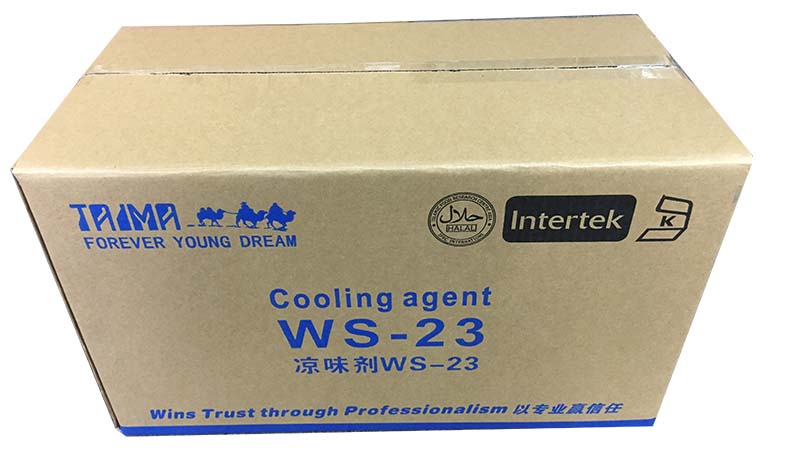 TAIMA
FOREVER YOUNG DREAM
حلال
HALAL
Intertek
K
Cooling agent
WS-23
凉味剂WS-23
Wins Trust through Professionalism 以专业赢信任